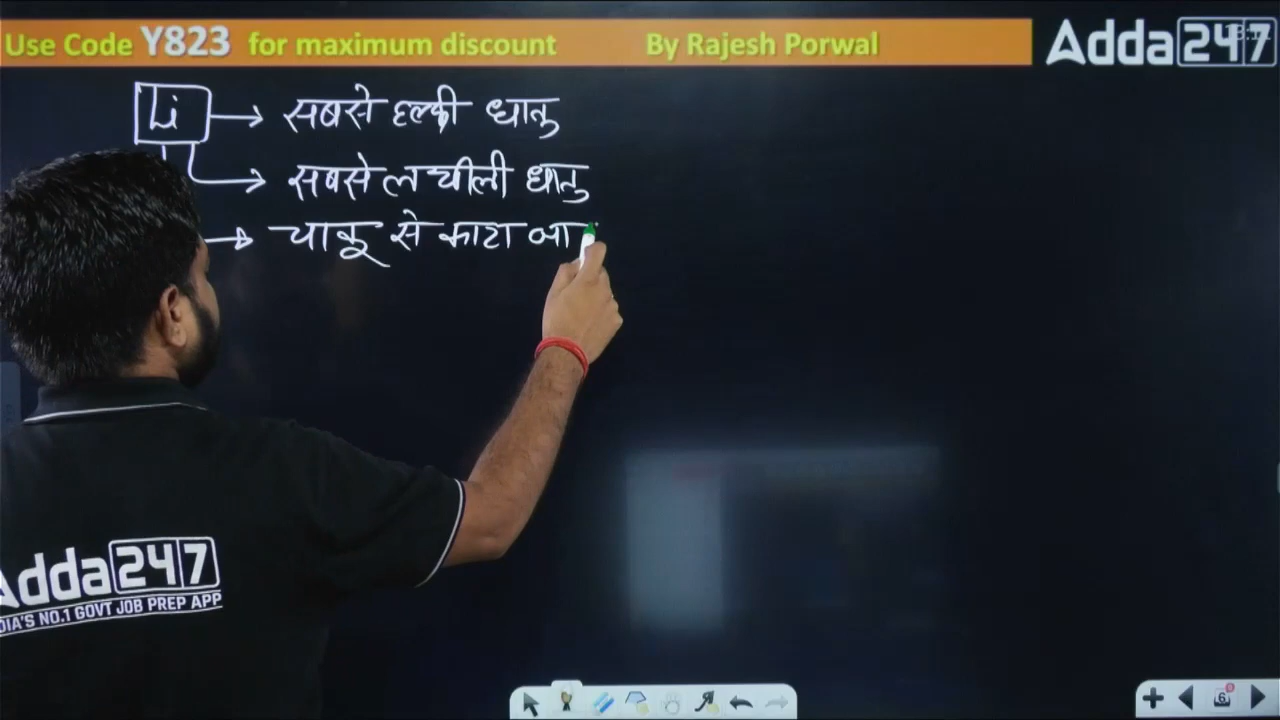 Use Code Y823 for maximum discount By Rajesh Porwal Adda247
Li → सबसे हल्की धातु
→ सबसे लचीली धातु
→ चाकू से काटा जा
Adda247
DIA'S NO.1 GOVT JOB PREP APP
6